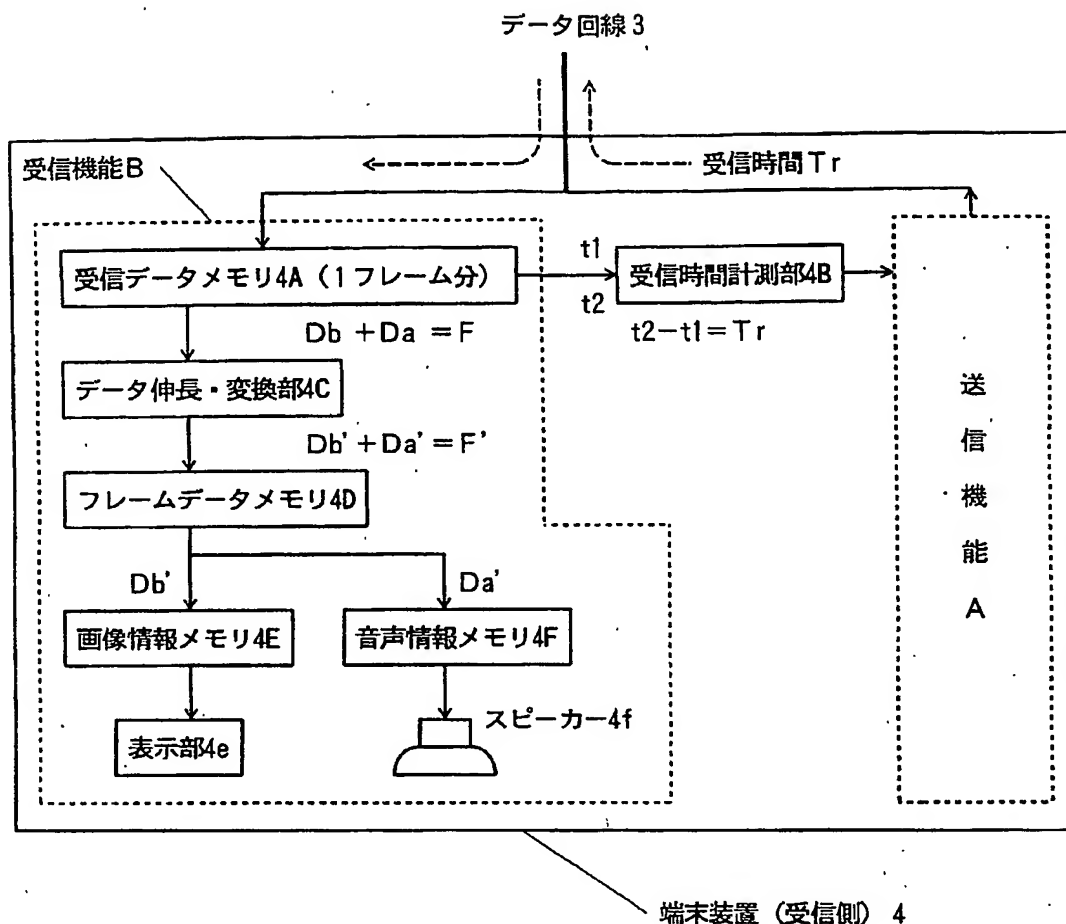 データ回線3
受信機能B
受信時間Tr
受信データメモリ4A（1フレーム分）
t1
t2
受信時間計測部4B
t2−t1＝Tr
Db＋Da＝F
データ伸長・変換部4C
Db'＋Da'＝F'
フレームデータメモリ4D
Db'
Da'
画像情報メモリ4E
音声情報メモリ4F
表示部4e
スピーカー4f
送信機能A
端末装置（受信側）4